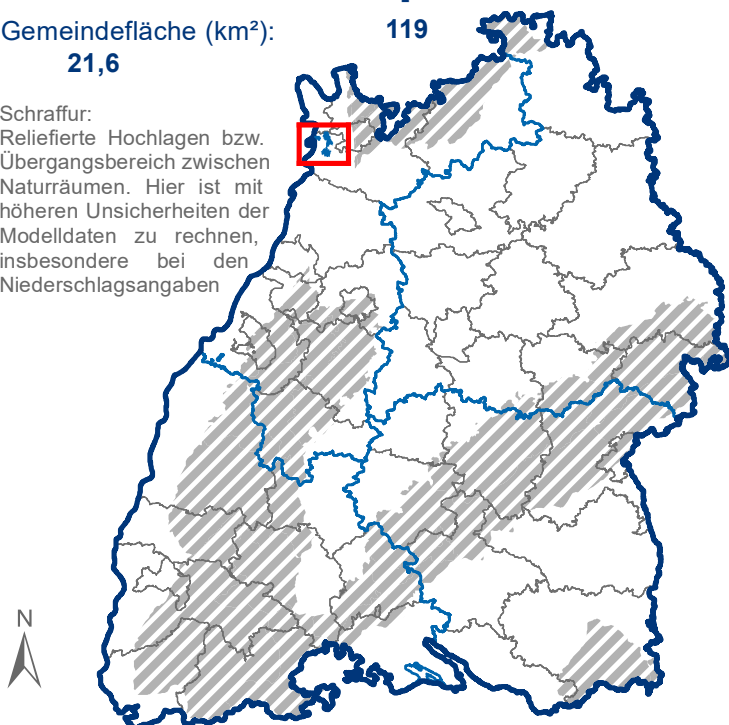 -
Gemeindefläche (km²): 119
21,6
Schraffur:
Reliefierte Hochlagen bzw.
Übergangsbereich zwischen
Naturräumen. Hier ist mit
höheren Unsicherheiten der
Modelldaten zu rechnen,
insbesondere bei den
Niederschlagsangaben
N